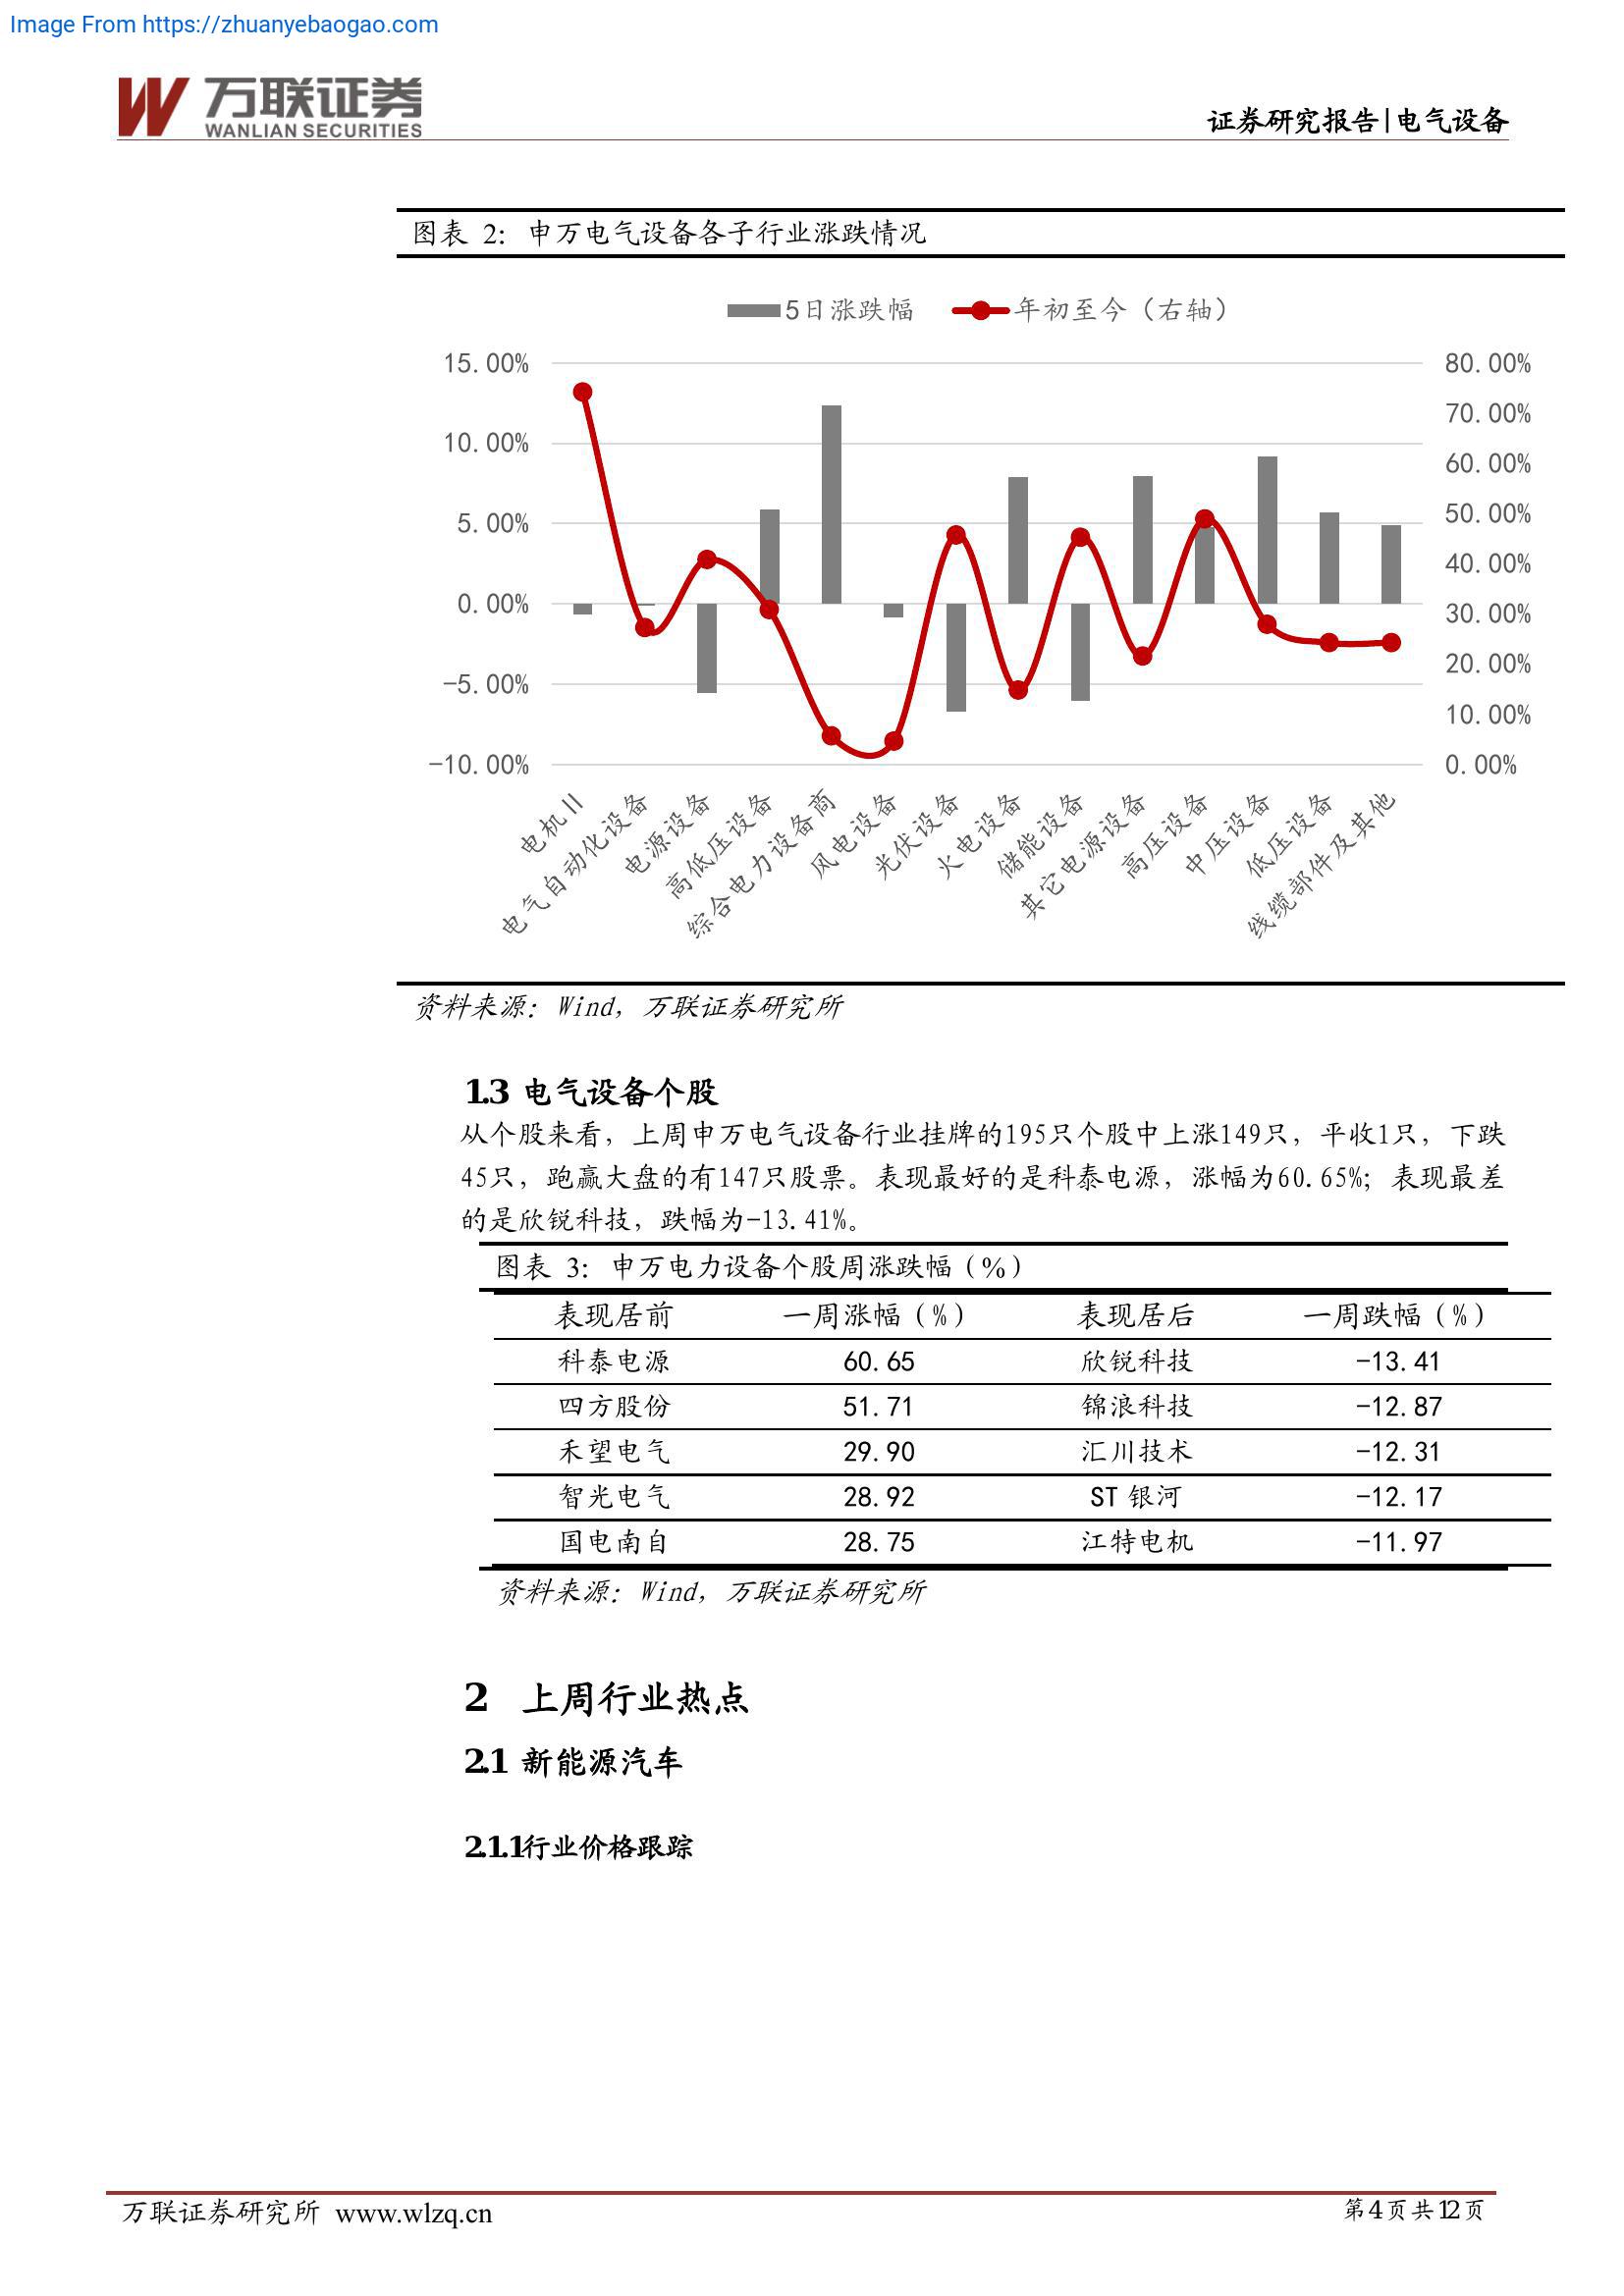 Image From https://zhuanyebaogao.com
万联证券
WANLIAN SECURITIES
证券研究报告|电气设备
图表 2: 申万电气设备各子行业涨跌情况
5日涨跌幅 年初至今（右轴）
15.00%
10.00%
5.00%
0.00%
-5.00%
-10.00%
80.00%
70.00%
60.00%
50.00%
40.00%
30.00%
20.00%
10.00%
0.00%
电机II
电气自动化设备
电源设备
高低压设备
综合电力设备商
风电设备
光伏设备
火电设备
储能设备
其它电源设备
高压设备
中压设备
低压设备
线缆部件及其他
资料来源: Wind, 万联证券研究所
1.3 电气设备个股
从个股来看，上周申万电气设备行业挂牌的195只个股中上涨149只，平收1只，下跌
45只，跑赢大盘的有147只股票。表现最好的是科泰电源，涨幅为60.65%；表现最差
的是欣锐科技，跌幅为-13.41%。
图表 3: 申万电力设备个股周涨跌幅（%）
表现居前 一周涨幅（%） 表现居后 一周跌幅（%）
科泰电源 60.65 欣锐科技 -13.41
四方股份 51.71 锦浪科技 -12.87
禾望电气 29.90 汇川技术 -12.31
智光电气 28.92 ST 银河 -12.17
国电南自 28.75 江特电机 -11.97
资料来源: Wind, 万联证券研究所
2 上周行业热点
2.1 新能源汽车
2.1.1行业价格跟踪
万联证券研究所 www.wlzq.cn
第4页共12页